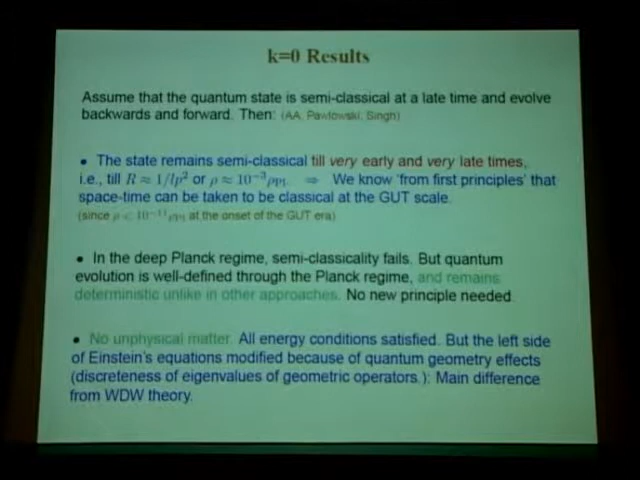 k=0 Results
Assume that the quantum state is semi-classical at a late time and evolve
backwards and forward. Then: (AA, Pawlowski, Singh)
• The state remains semi-classical till very early and very late times,
i.e., till R ≈ 1/lp² or ρ ≈ 10⁻³ρPl. ⇒ We know 'from first principles' that
space-time can be taken to be classical at the GUT scale.
(since ρ < 10⁻¹¹ρPl at the onset of the GUT era)
• In the deep Planck regime, semi-classicality fails. But quantum
evolution is well-defined through the Planck regime, and remains
deterministic unlike in other approaches. No new principle needed.
• No unphysical matter. All energy conditions satisfied. But the left side
of Einstein's equations modified because of quantum geometry effects
(discreteness of eigenvalues of geometric operators.): Main difference
from WDW theory.